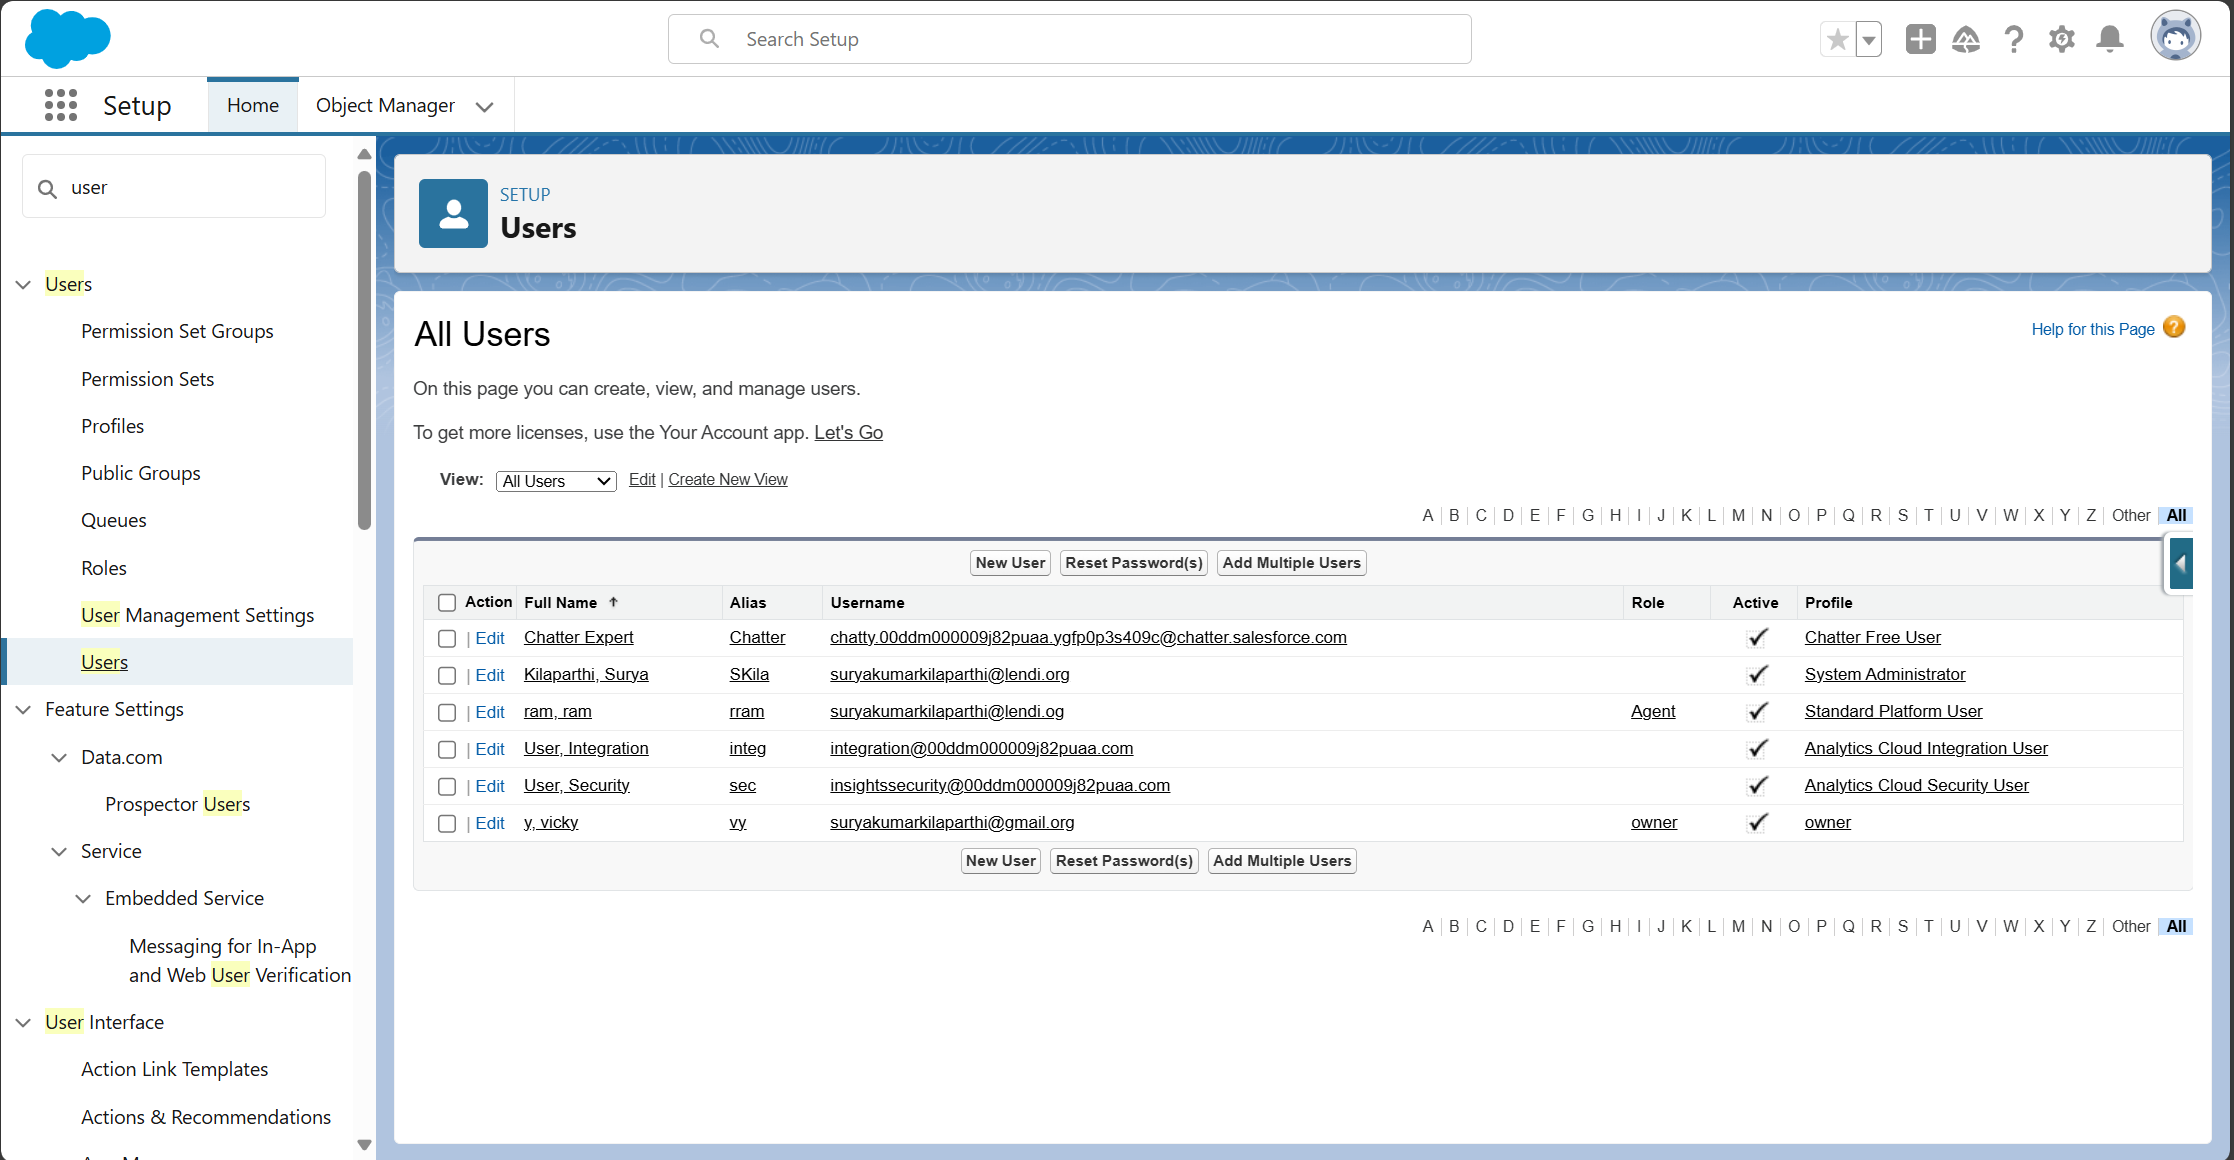 Search Setup
Setup
Home
Object Manager
user
Users
Permission Set Groups
Permission Sets
Profiles
Public Groups
Queues
Roles
User Management Settings
Users
Feature Settings
Data.com
Prospector Users
Service
Embedded Service
Messaging for In-App
and Web User Verification
User Interface
Action Link Templates
Actions & Recommendations
SETUP
Users
All Users
Help for this Page ?
On this page you can create, view, and manage users.
To get more licenses, use the Your Account app. Let's Go
View: All Users Edit | Create New View
A | B | C | D | E | F | G | H | I | J | K | L | M | N | O | P | Q | R | S | T | U | V | W | X | Y | Z | Other | All
New User Reset Password(s) Add Multiple Users
Action Full Name ↑ Alias Username Role Active Profile
| Edit Chatter Expert Chatter chatty.00ddm000009j82puaa.ygfp0p3s409c@chatter.salesforce.com Chatter Free User
| Edit Kilaparthi, Surya SKila suryakumarkilaparthi@lendi.org System Administrator
| Edit ram, ram rram suryakumarkilaparthi@lendi.og Agent Standard Platform User
| Edit User, Integration integ integration@00ddm000009j82puaa.com Analytics Cloud Integration User
| Edit User, Security sec insightssecurity@00ddm000009j82puaa.com Analytics Cloud Security User
| Edit y, vicky vy suryakumarkilaparthi@gmail.org owner owner
New User Reset Password(s) Add Multiple Users
A | B | C | D | E | F | G | H | I | J | K | L | M | N | O | P | Q | R | S | T | U | V | W | X | Y | Z | Other | All